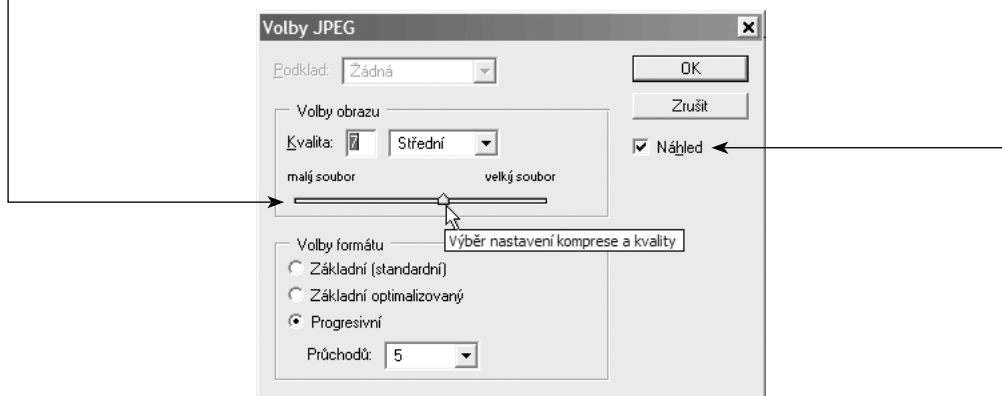 Volby JPEG
Podklad: Žádná
OK
Zrušit
Náhled
Volby obrazu
Kvalita: 7 Střední
malý soubor velký soubor
Výběr nastavení komprese a kvality
Volby formátu
Základní (standardní)
Základní optimalizovaný
Progresivní
Průchodů: 5